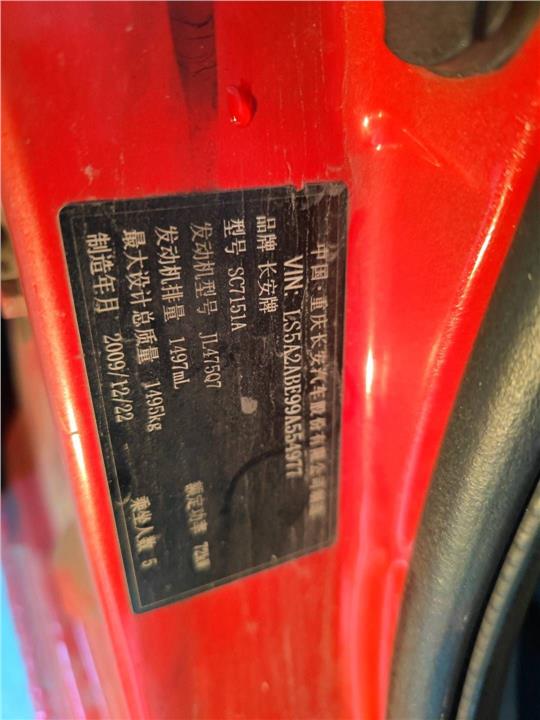 中国·重庆长安汽车股份有限公司制造
VIN: LS5A2ABE99A554977
品牌 长安牌
型号 SC7151A
发动机型号 JL475Q7 额定功率 72kW
发动机排量 1497mL
最大设计总质量 1495kg
制造年月 2009/12/22 乘坐人数 5